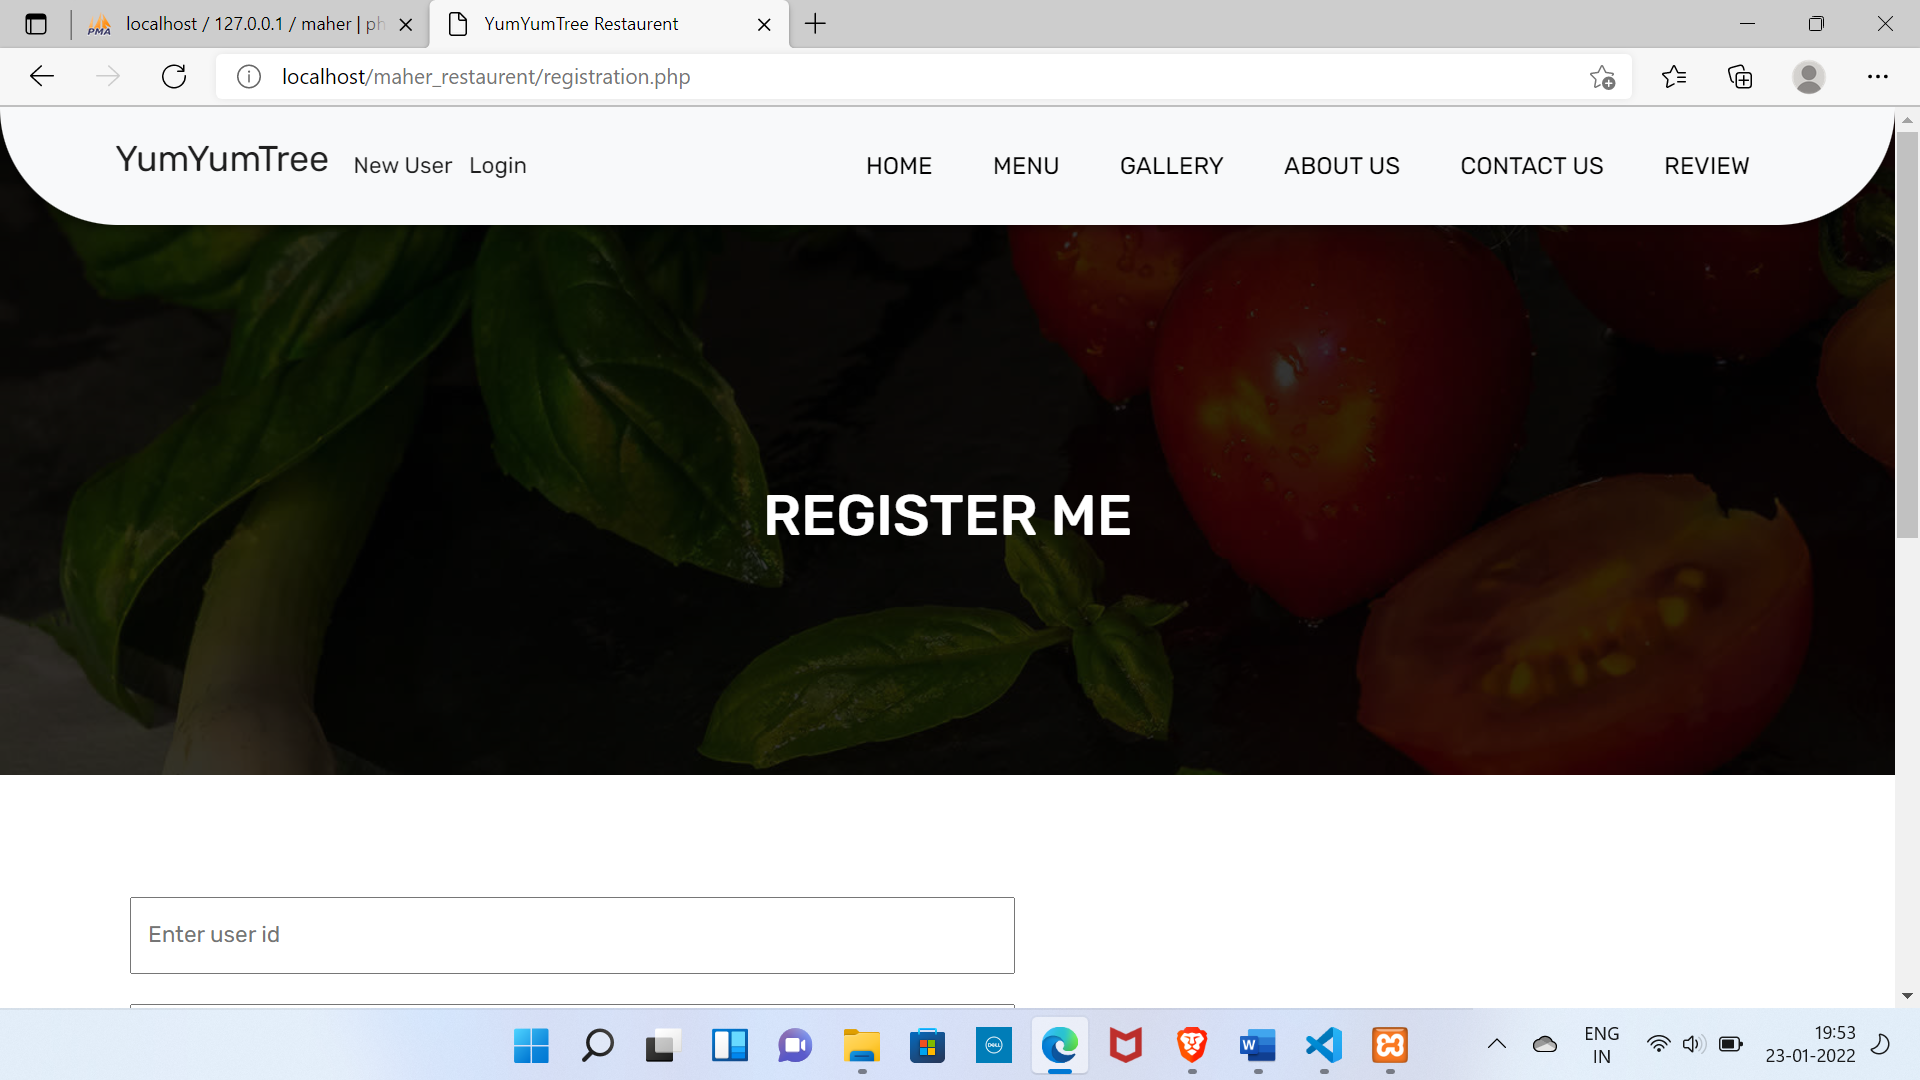 localhost / 127.0.0.1 / maher | ph
YumYumTree Restaurent
localhost/maher_restaurent/registration.php
YumYumTree New User Login HOME MENU GALLERY ABOUT US CONTACT US REVIEW
REGISTER ME
Enter user id
ENG
IN
19:53
23-01-2022